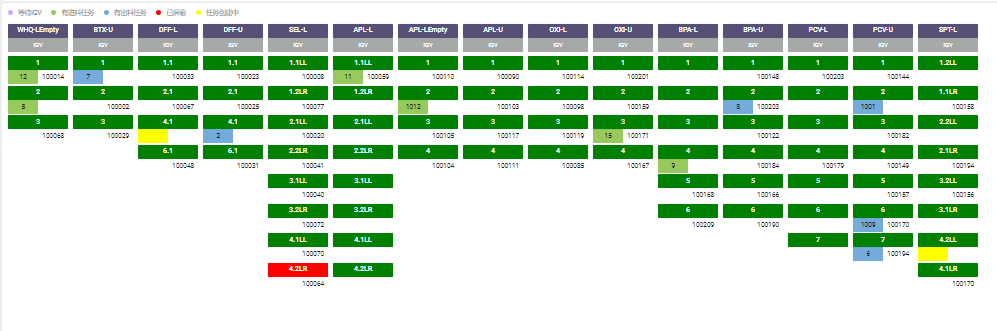 等待IGV 有进料任务 有出料任务 已屏蔽 任务创建中
WHQ-LEmpty BTX-U DFF-L DFF-U SEL-L APL-L APL-LEmpty APL-U OXI-L OXI-U BPA-L BPA-U PCV-L PCV-U SPT-L
IGV IGV IGV IGV IGV IGV IGV IGV IGV IGV IGV IGV IGV IGV IGV
1 1 1.1 1.1 1.1LL 1.1LL 1 1 1 1 1 1 1 1 1.2LL
12 100014 7 100033 100023 100008 11 100059 100110 100090 100114 100201 100148 100203 100144
2 2 2.1 2.1 1.2LR 1.2LR 2 2 2 2 2 2 2 2 1.1LR
5 100002 100067 100025 100077 1012 100103 100098 100159 8 100203 1001 100158
3 3 4.1 4.1 2.1LL 2.1LL 3 3 3 3 3 3 3 3 2.2LL
100068 100029 2 100020 100105 100117 100119 15 100171 100122 100182
6.1 6.1 2.2LR 2.2LR 4 4 4 4 4 4 4 4 2.1LR
100048 100031 100041 100104 100111 100085 100167 9 100184 100179 100149 100194
3.1LL 3.1LL 5 5 5 5 3.2LL
100040 100168 100166 100157 100156
3.2LR 3.2LR 6 6 6 6 3.1LR
100072 100209 100190 1009 100170
4.1LL 4.1LL 7 7 4.2LL
100070 6 100194
4.2LR 4.2LR 4.1LR
100064 100170